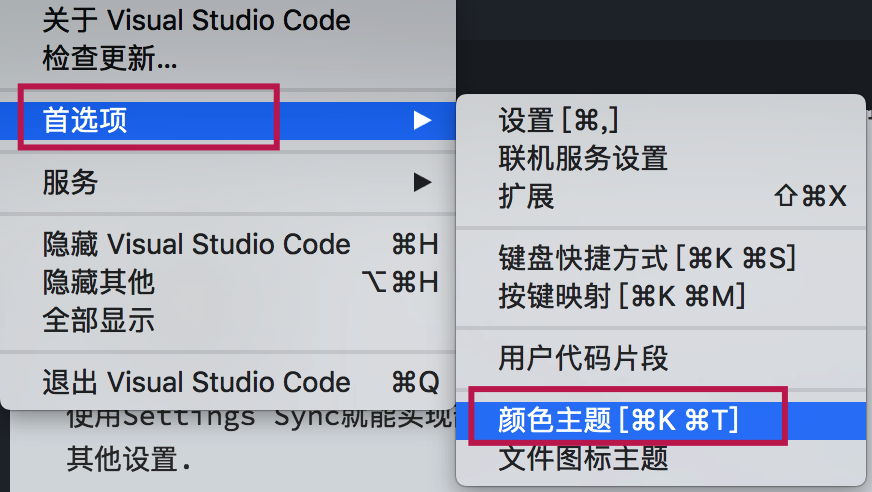 关于 Visual Studio Code
检查更新...
首选项
服务
隐藏 Visual Studio Code ⌘H
隐藏其他 ⌥⌘H
全部显示
退出 Visual Studio Code ⌘Q
设置 [⌘,]
联机服务设置
扩展 ⇧⌘X
键盘快捷方式 [⌘K ⌘S]
按键映射 [⌘K ⌘M]
用户代码片段
颜色主题 [⌘K ⌘T]
文件图标主题
使用Settings Sync就能实现
其他设置.